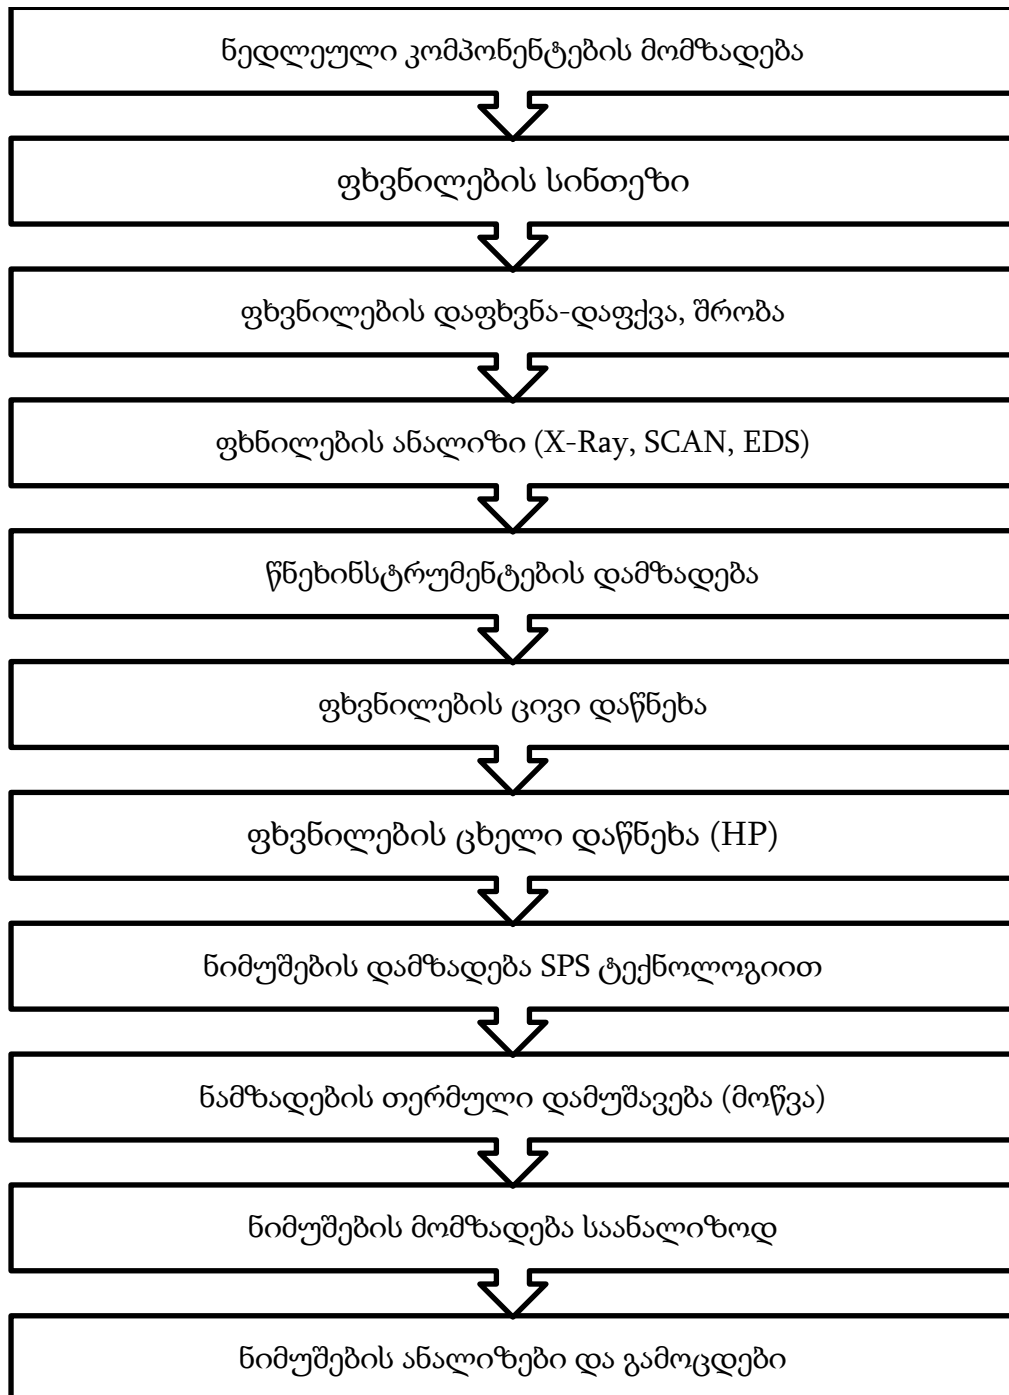 ნედლეული კომპონენტების მომზადება
ფხვნილების სინთეზი
ფხვნილების დაფხვნა-დაფქვა, შრობა
ფხნილების ანალიზი (X-Ray, SCAN, EDS)
წნეხინსტრუმენტების დამზადება
ფხვნილების ცივი დაწნეხა
ფხვნილების ცხელი დაწნეხა (HP)
ნიმუშების დამზადება SPS ტექნოლოგიით
ნამზადების თერმული დამუშავება (მოწვა)
ნიმუშების მომზადება საანალიზოდ
ნიმუშების ანალიზები და გამოცდები